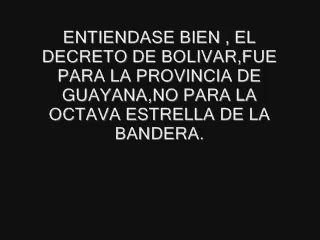 ENTIENDASE BIEN , EL
DECRETO DE BOLIVAR,FUE
PARA LA PROVINCIA DE
GUAYANA,NO PARA LA
OCTAVA ESTRELLA DE LA
BANDERA.